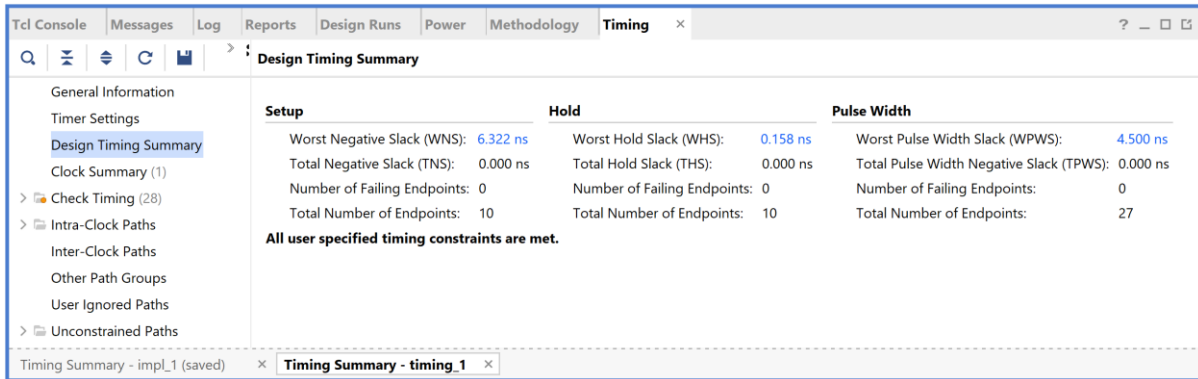 Tcl Console Messages Log Reports Design Runs Power Methodology Timing × ? _
Design Timing Summary
General Information
Timer Settings
Design Timing Summary
Clock Summary (1)
> Check Timing (28)
> Intra-Clock Paths
Inter-Clock Paths
Other Path Groups
User Ignored Paths
> Unconstrained Paths
Setup
Worst Negative Slack (WNS): 6.322 ns
Total Negative Slack (TNS): 0.000 ns
Number of Failing Endpoints: 0
Total Number of Endpoints: 10
Hold
Worst Hold Slack (WHS): 0.158 ns
Total Hold Slack (THS): 0.000 ns
Number of Failing Endpoints: 0
Total Number of Endpoints: 10
Pulse Width
Worst Pulse Width Slack (WPWS): 4.500 ns
Total Pulse Width Negative Slack (TPWS): 0.000 ns
Number of Failing Endpoints: 0
Total Number of Endpoints: 27
All user specified timing constraints are met.
Timing Summary - impl_1 (saved) × Timing Summary - timing_1 ×